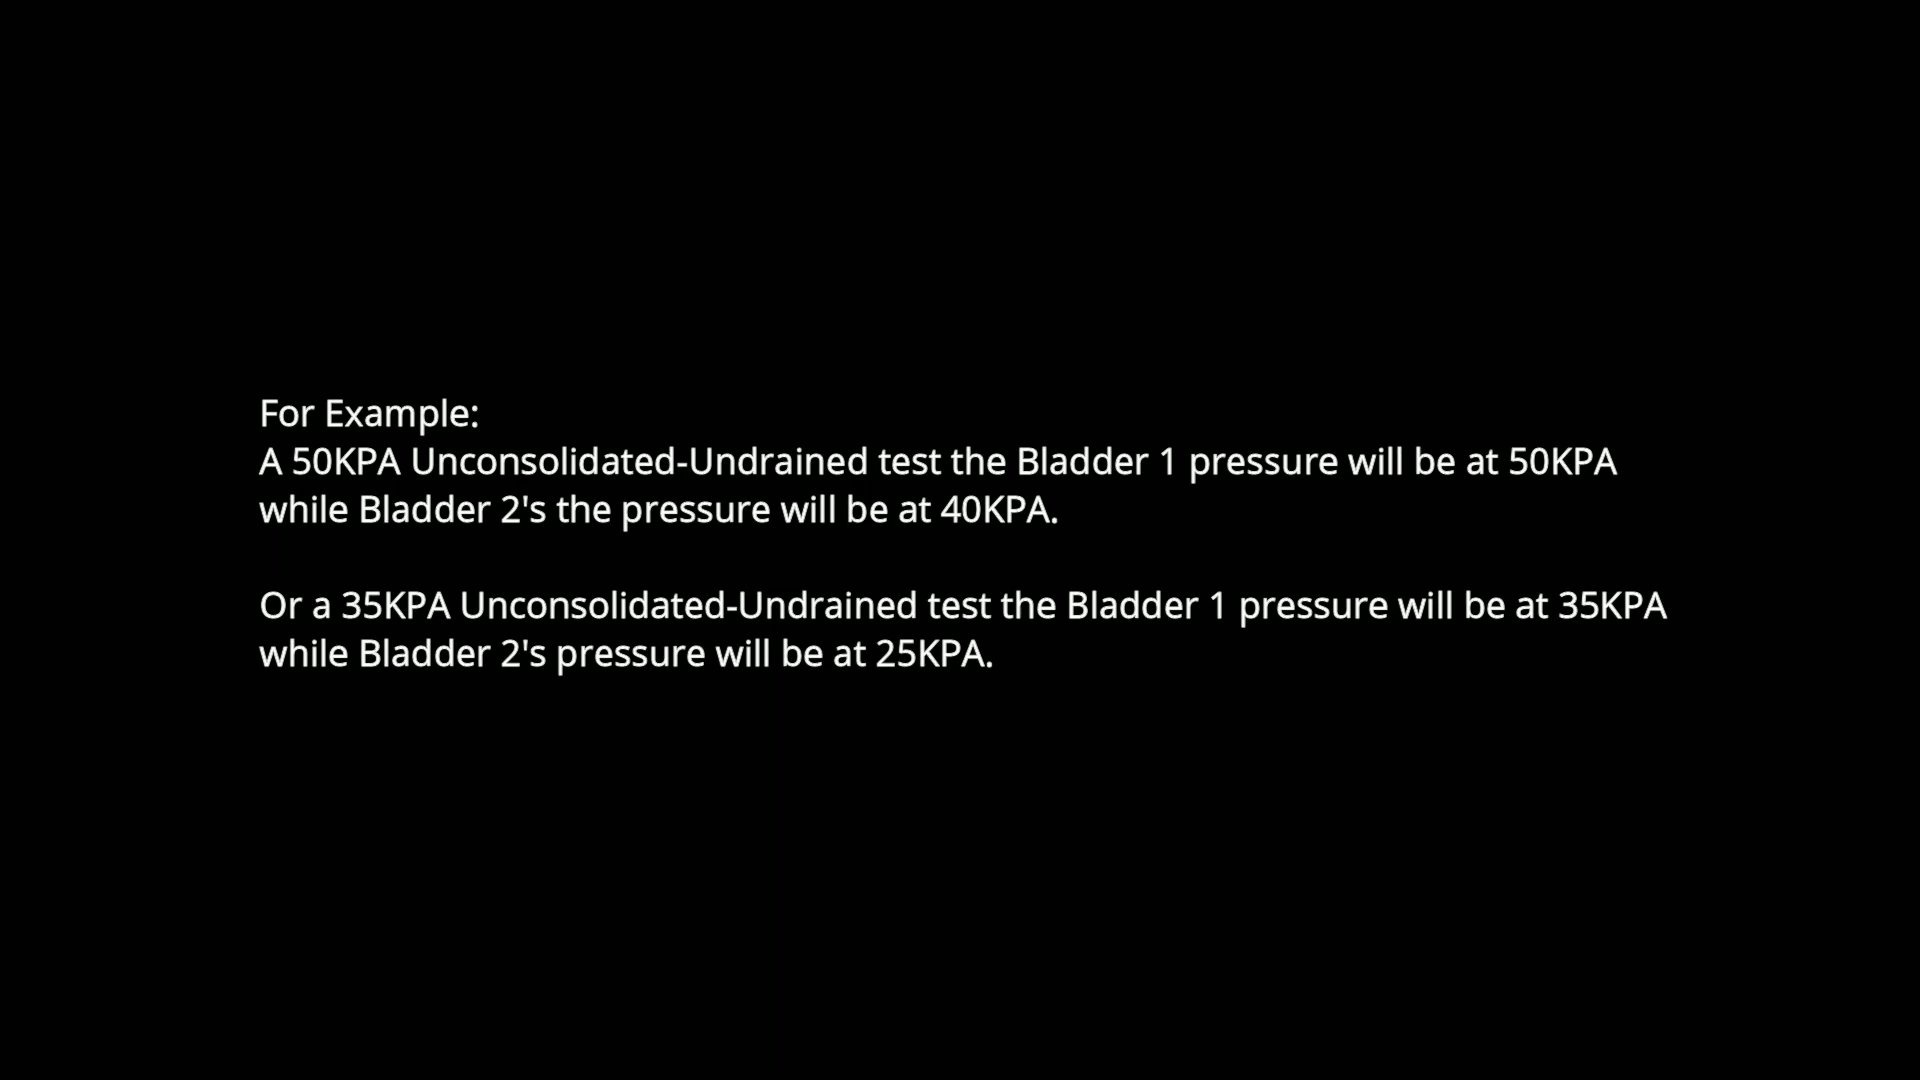 For Example:
A 50KPA Unconsolidated-Undrained test the Bladder 1 pressure will be at 50KPA
while Bladder 2's the pressure will be at 40KPA.
Or a 35KPA Unconsolidated-Undrained test the Bladder 1 pressure will be at 35KPA
while Bladder 2's pressure will be at 25KPA.